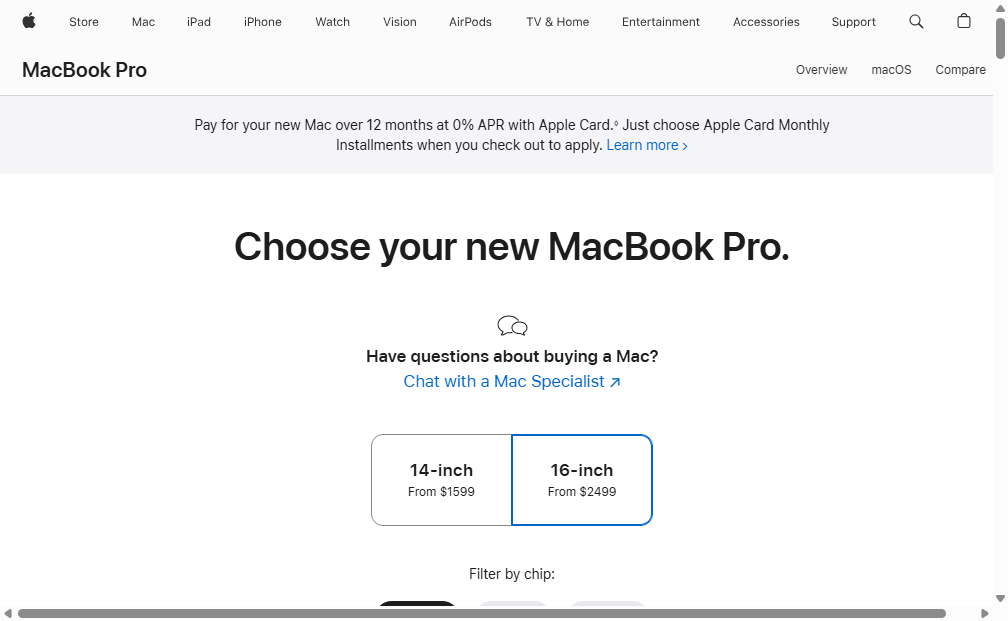 Store Mac iPad iPhone Watch Vision AirPods TV & Home Entertainment Accessories Support
MacBook Pro Overview macOS Compare
Pay for your new Mac over 12 months at 0% APR with Apple Card.◊ Just choose Apple Card Monthly
Installments when you check out to apply. Learn more ›
Choose your new MacBook Pro.
Have questions about buying a Mac?
Chat with a Mac Specialist ↗
14-inch 16-inch
From $1599 From $2499
Filter by chip: